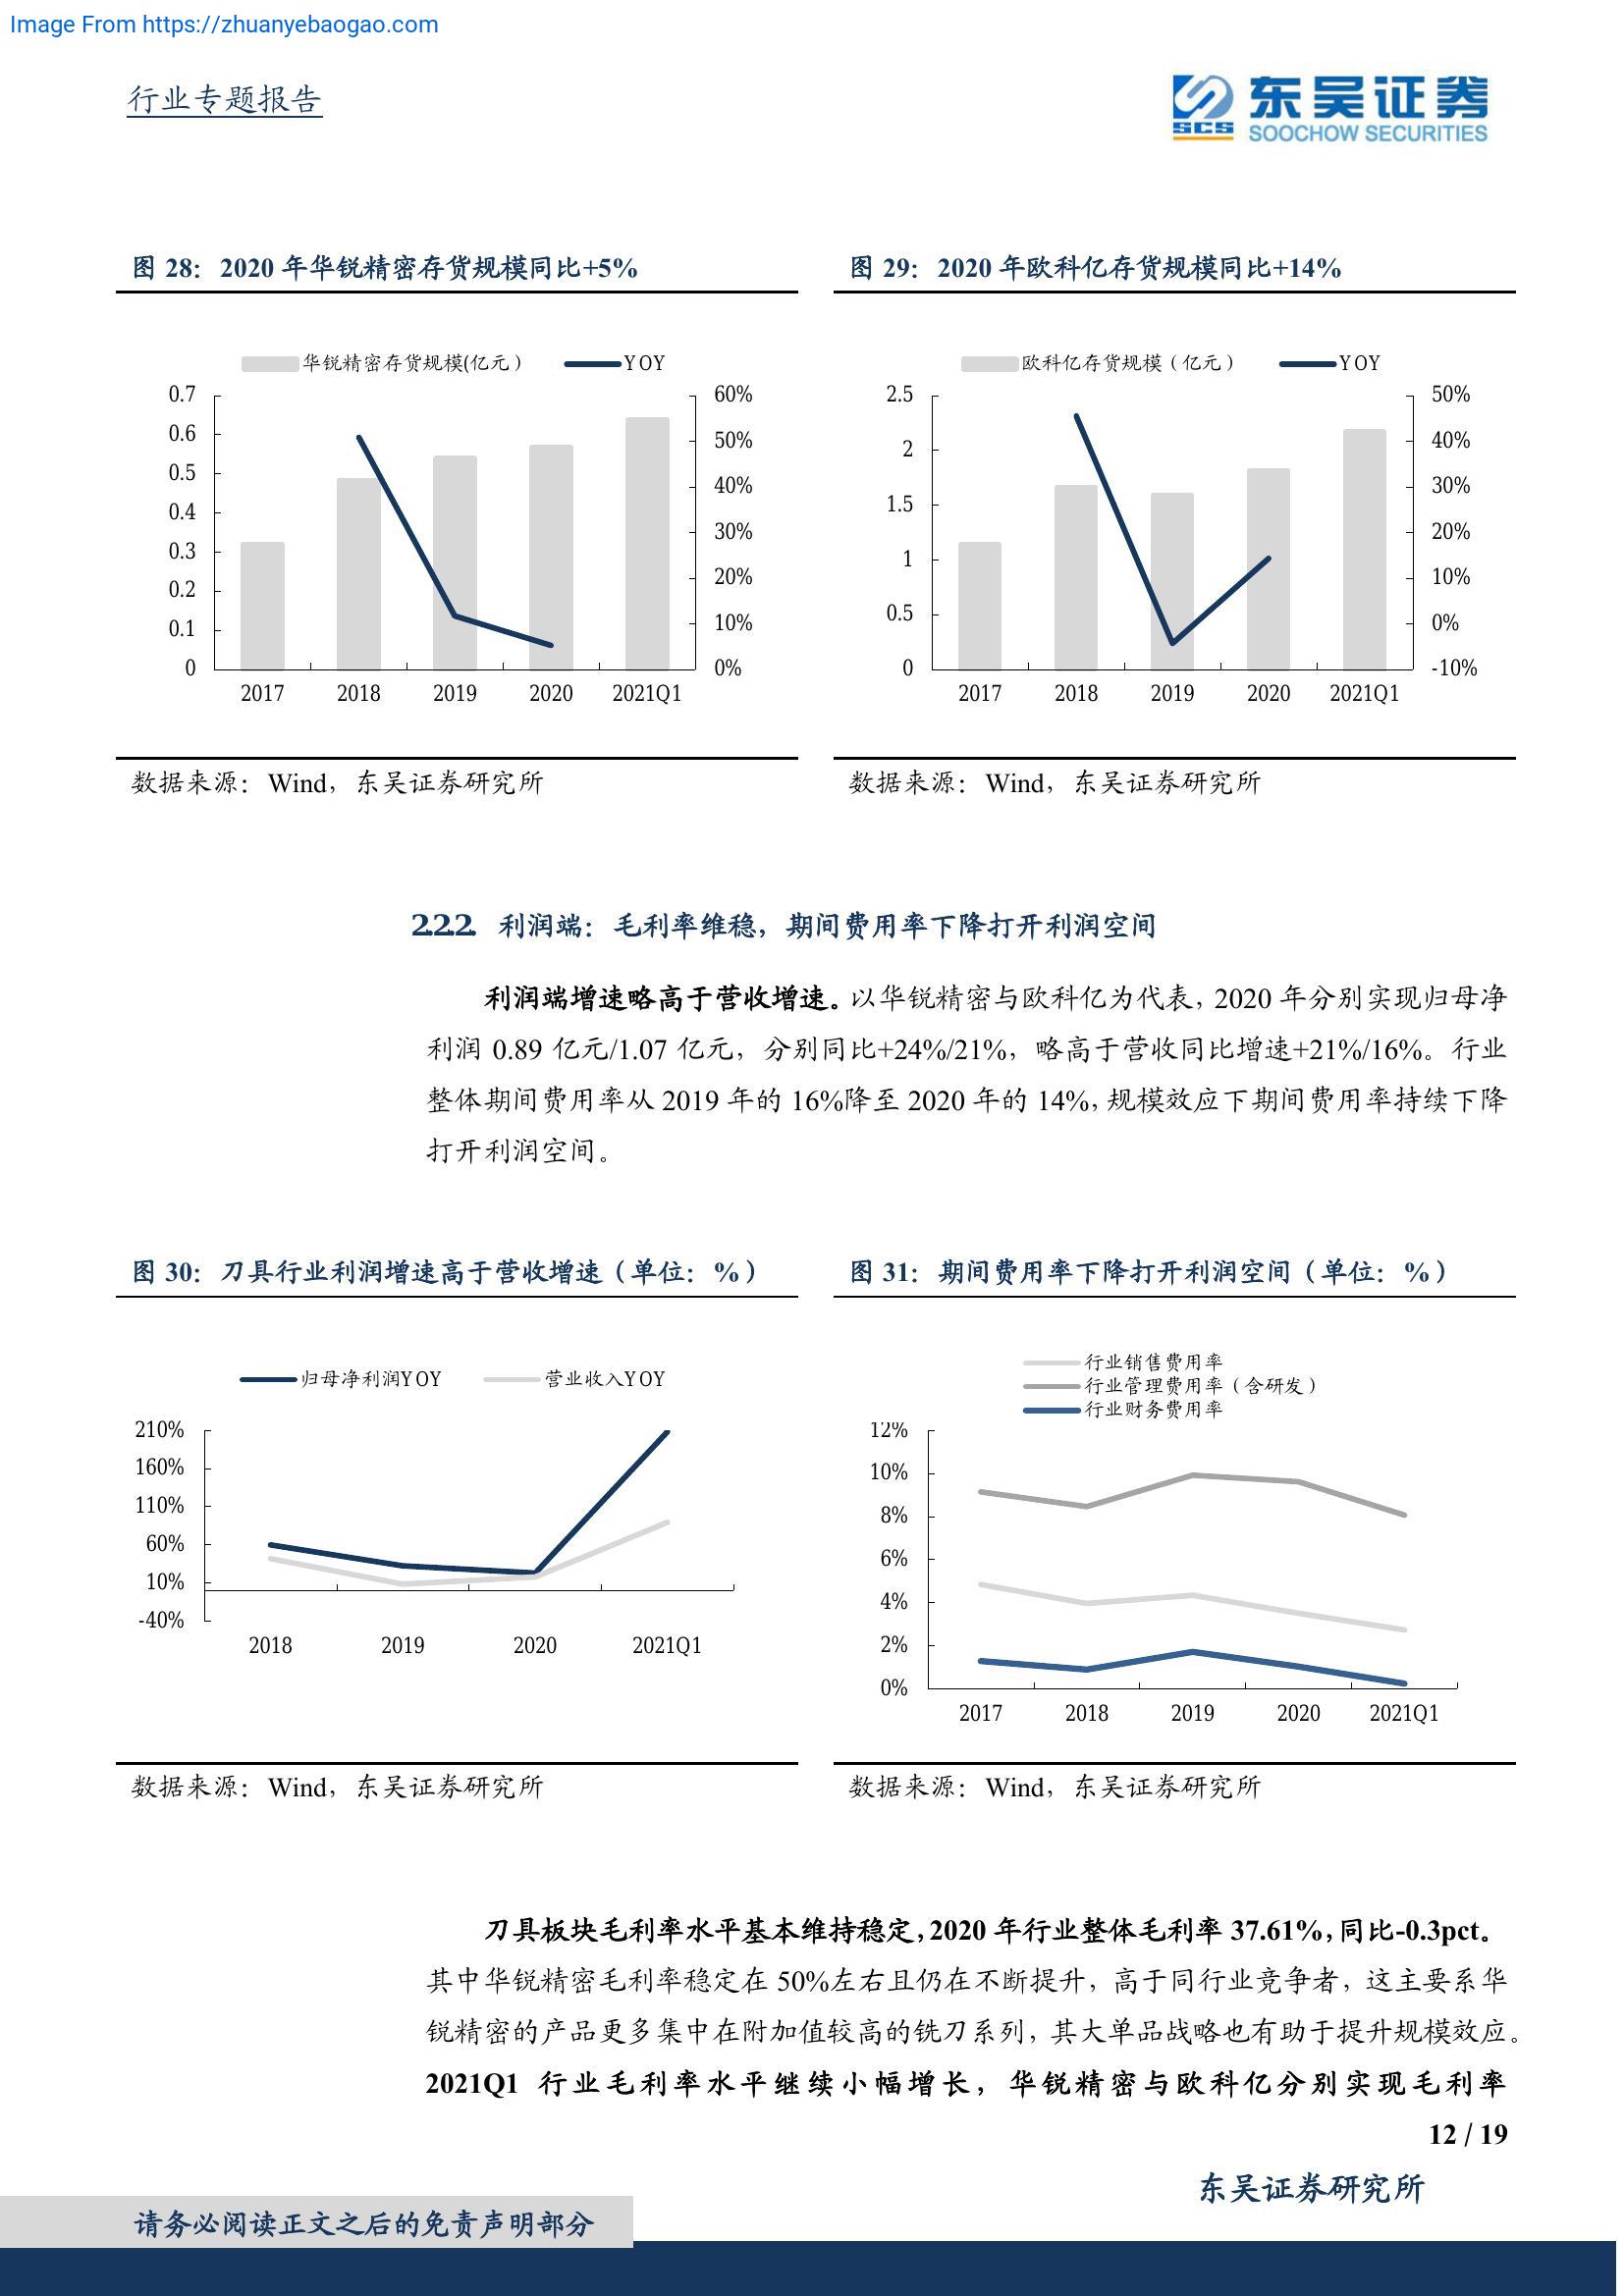 Image From https://zhuanyebaogao.com
行业专题报告
东吴证券
SCS
SOOCHOW SECURITIES
图 28：2020 年华锐精密存货规模同比+5%
华锐精密存货规模(亿元）
YOY
0.7
0.6
0.5
0.4
0.3
0.2
0.1
0
60%
50%
40%
30%
20%
10%
0%
2017 2018 2019 2020 2021Q1
数据来源：Wind，东吴证券研究所
图 29：2020 年欧科亿存货规模同比+14%
欧科亿存货规模（亿元）
YOY
2.5
2
1.5
1
0.5
0
50%
40%
30%
20%
10%
0%
-10%
2017 2018 2019 2020 2021Q1
数据来源：Wind，东吴证券研究所
2.2.2. 利润端：毛利率维稳，期间费用率下降打开利润空间
利润端增速略高于营收增速。以华锐精密与欧科亿为代表，2020 年分别实现归母净
利润 0.89 亿元/1.07 亿元，分别同比+24%/21%，略高于营收同比增速+21%/16%。行业
整体期间费用率从 2019 年的 16%降至 2020 年的 14%，规模效应下期间费用率持续下降
打开利润空间。
图 30：刀具行业利润增速高于营收增速（单位：%）
归母净利润YOY
营业收入YOY
210%
160%
110%
60%
10%
-40%
2018 2019 2020 2021Q1
数据来源：Wind，东吴证券研究所
图 31：期间费用率下降打开利润空间（单位：%）
行业销售费用率
行业管理费用率（含研发）
行业财务费用率
12%
10%
8%
6%
4%
2%
0%
2017 2018 2019 2020 2021Q1
数据来源：Wind，东吴证券研究所
刀具板块毛利率水平基本维持稳定，2020 年行业整体毛利率 37.61%，同比-0.3pct。
其中华锐精密毛利率稳定在 50%左右且仍在不断提升，高于同行业竞争者，这主要系华
锐精密的产品更多集中在附加值较高的铣刀系列，其大单品战略也有助于提升规模效应。
2021Q1 行业毛利率水平继续小幅增长，华锐精密与欧科亿分别实现毛利率
12 / 19
东吴证券研究所
请务必阅读正文之后的免责声明部分